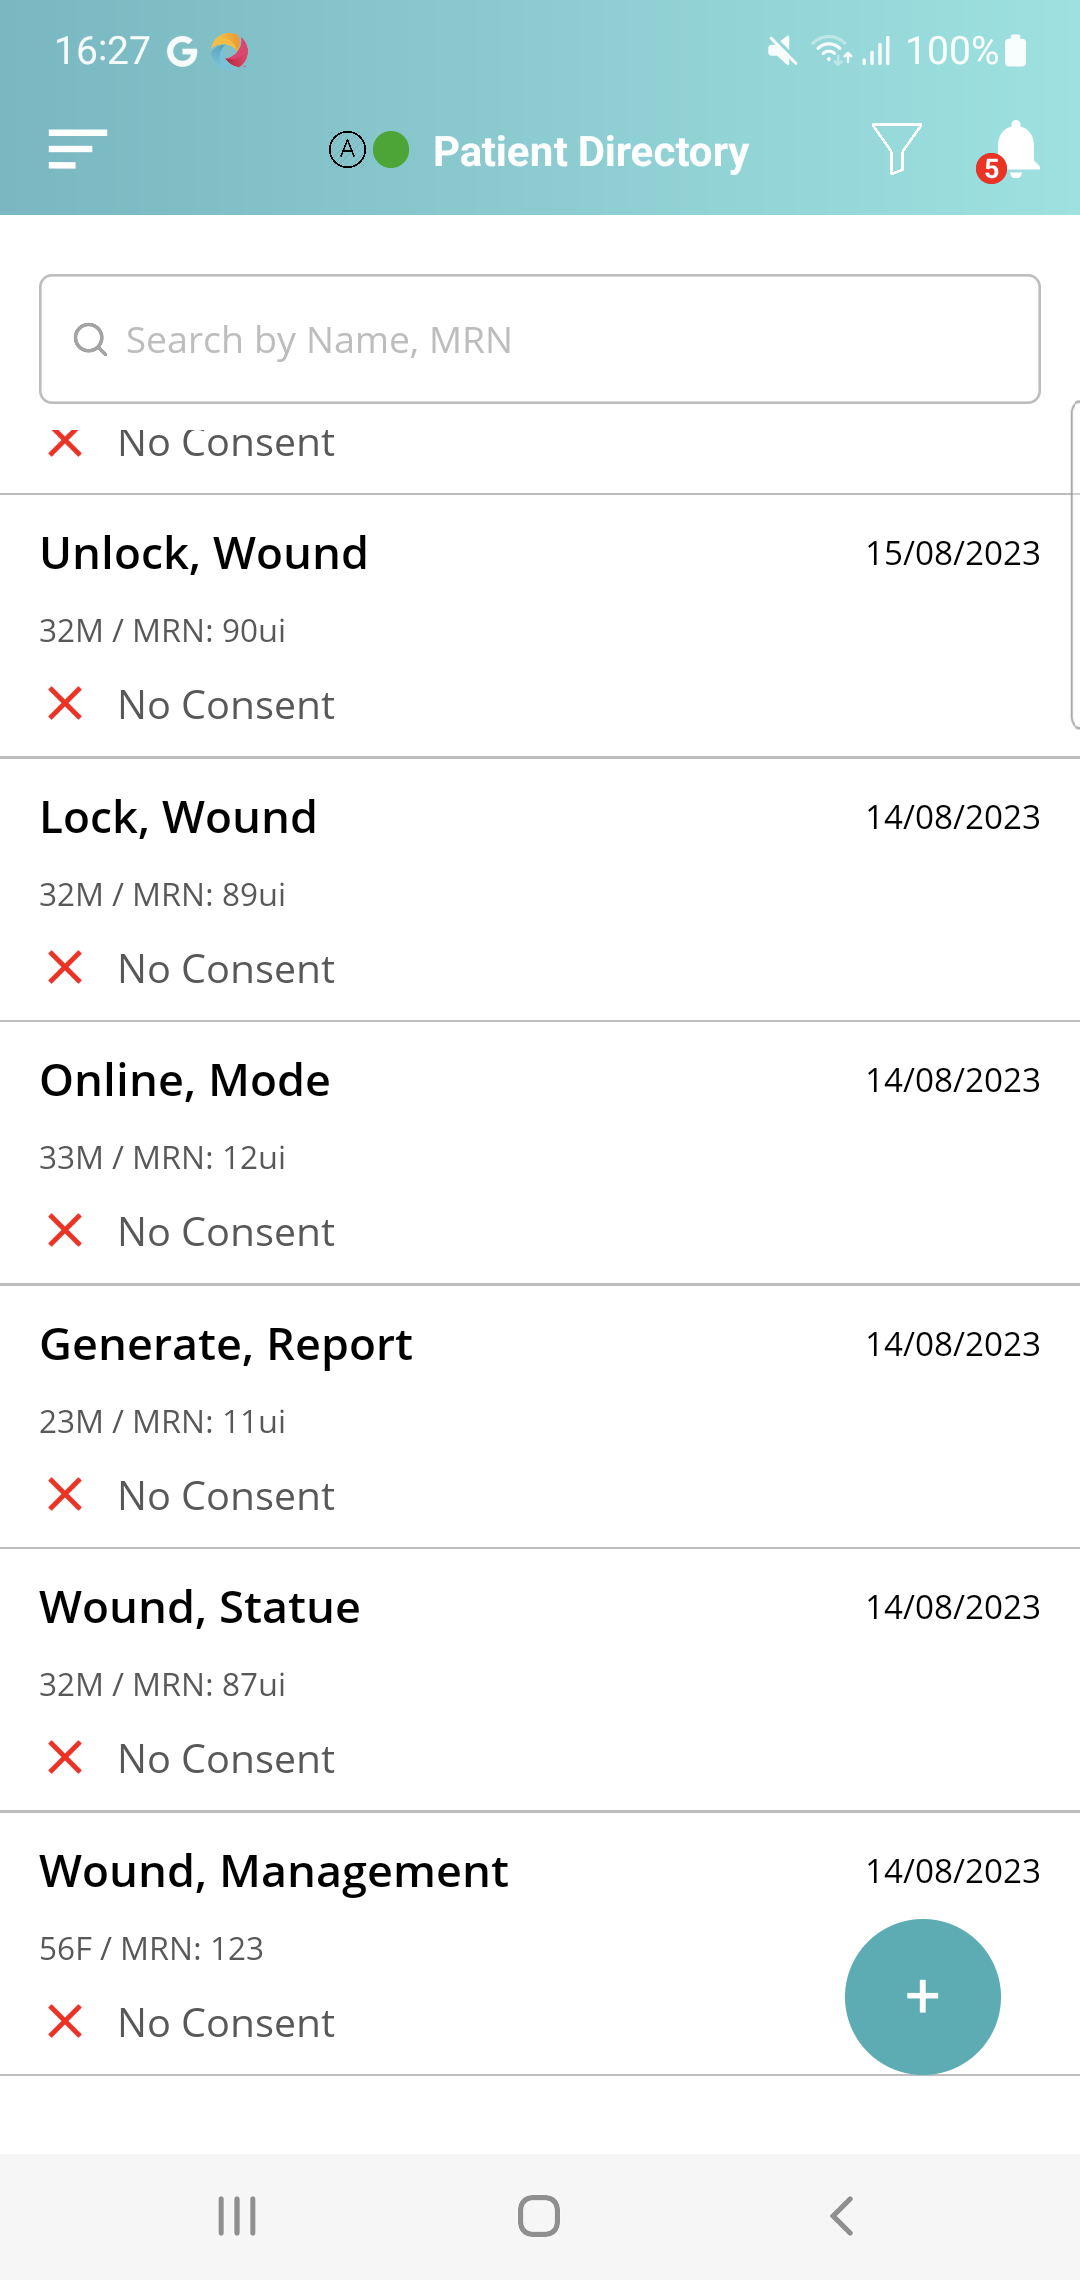 16:27 G 100%
A Patient Directory 5
Search by Name, MRN
No Consent
Unlock, Wound 15/08/2023
32M / MRN: 90ui
No Consent
Lock, Wound 14/08/2023
32M / MRN: 89ui
No Consent
Online, Mode 14/08/2023
33M / MRN: 12ui
No Consent
Generate, Report 14/08/2023
23M / MRN: 11ui
No Consent
Wound, Statue 14/08/2023
32M / MRN: 87ui
No Consent
Wound, Management 14/08/2023
56F / MRN: 123
No Consent